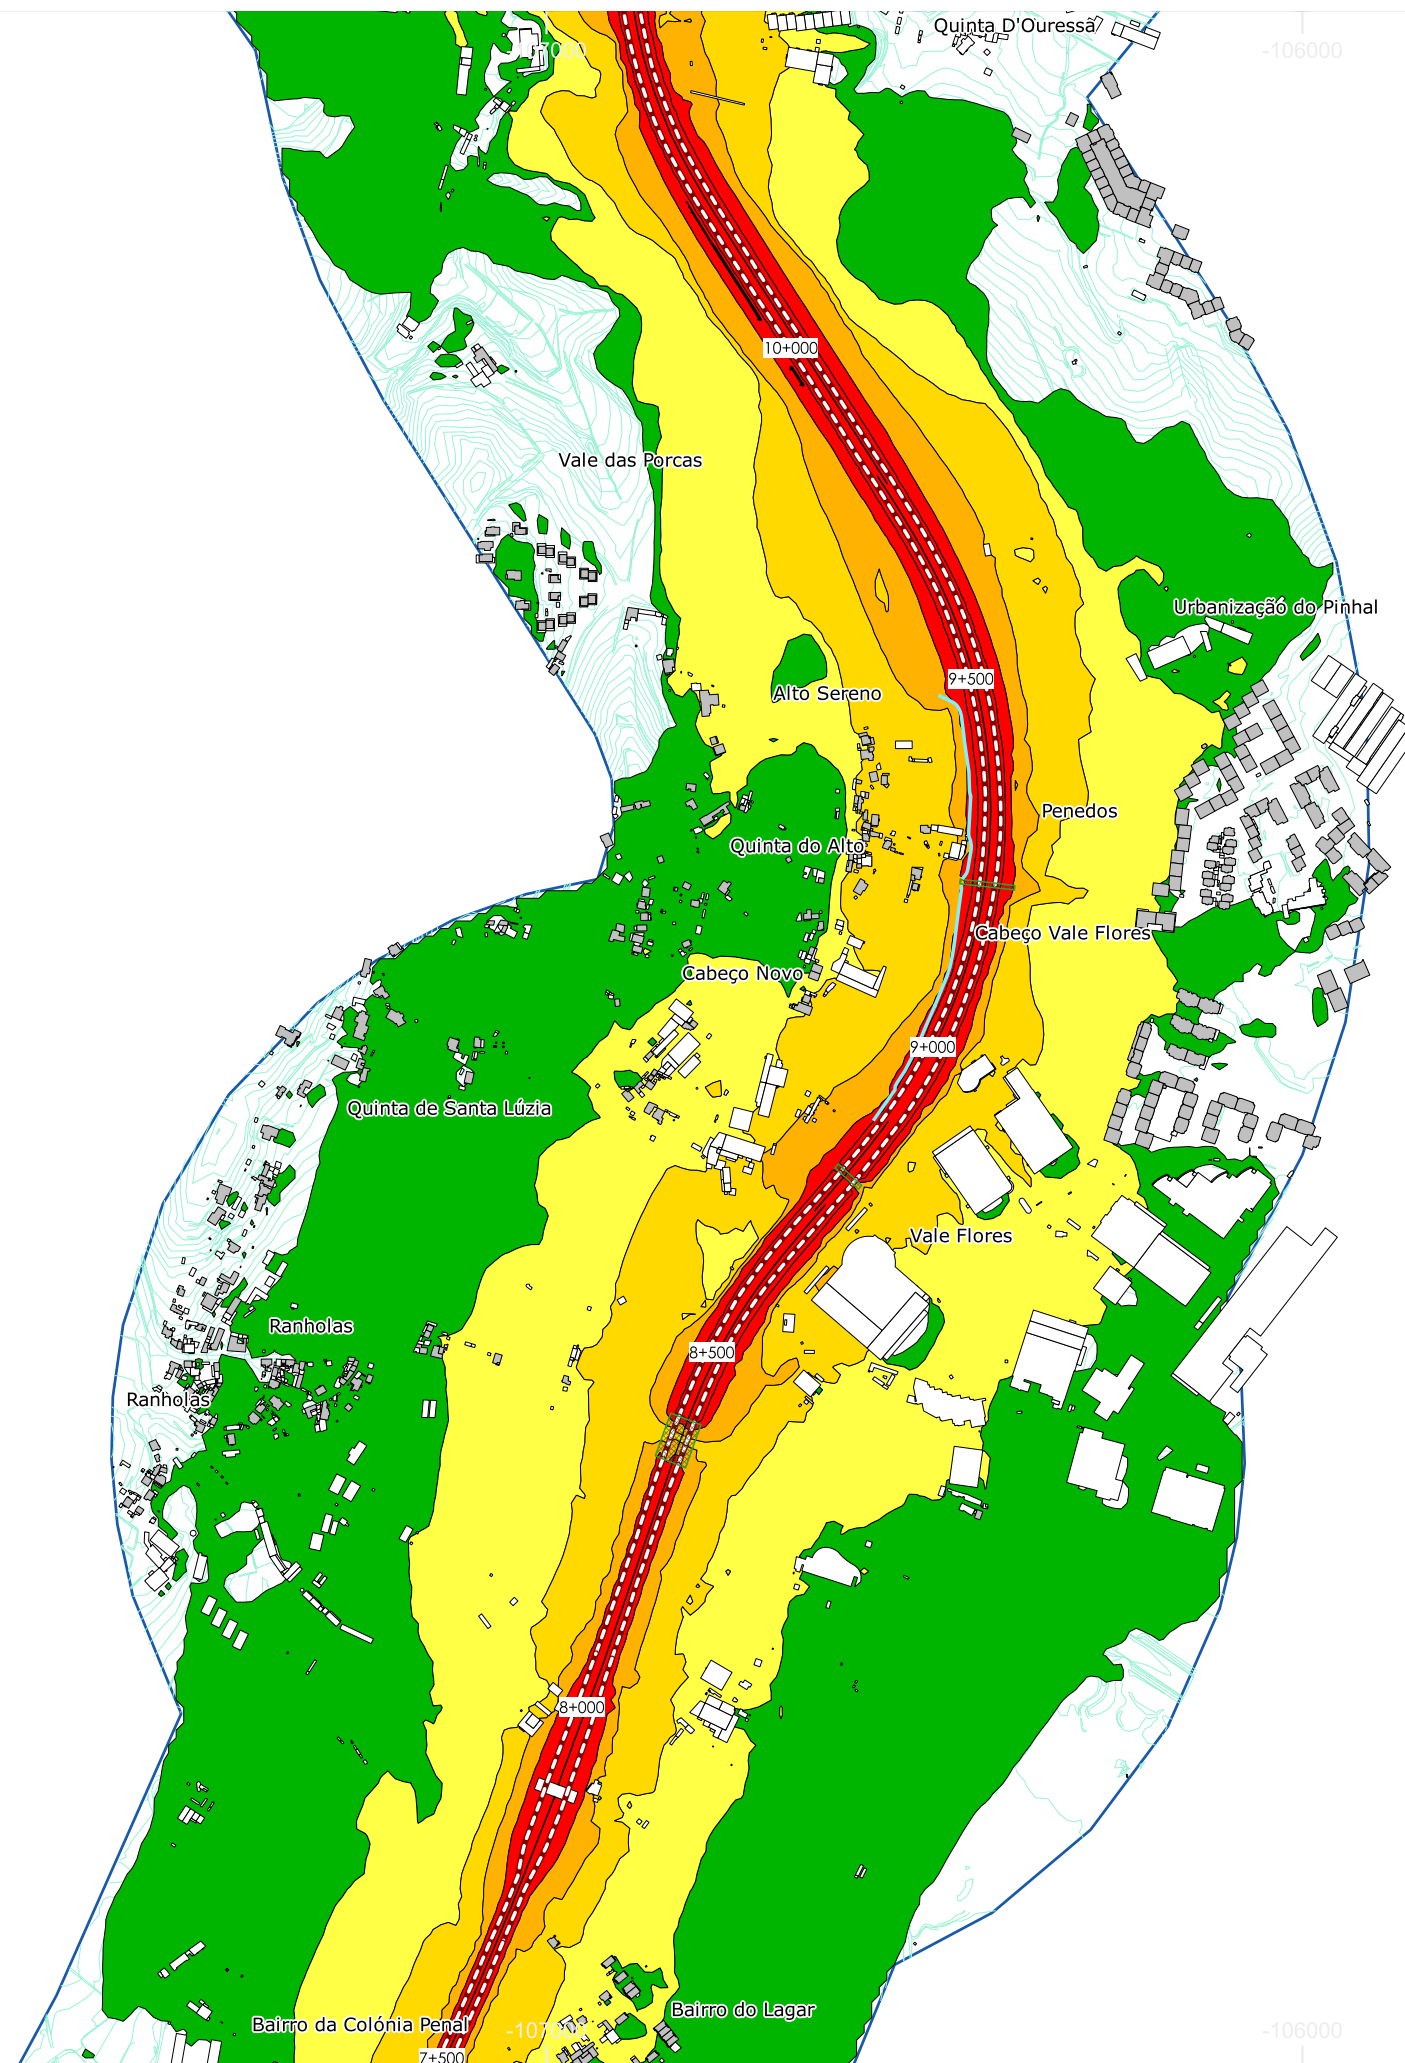 Quinta D'Ouressã
-107000
-106000
10+000
Vale das Porcas
Urbanização do Pinhal
9+500
Alto Sereno
Penedos
Quinta do Alto
Cabeço Vale Flores
Cabeço Novo
9+000
Quinta de Santa Lúzia
Vale Flores
Ranholas
8+500
Ranholas
8+000
Bairro do Lagar
Bairro da Colónia Penal
-107000
-106000
7+500